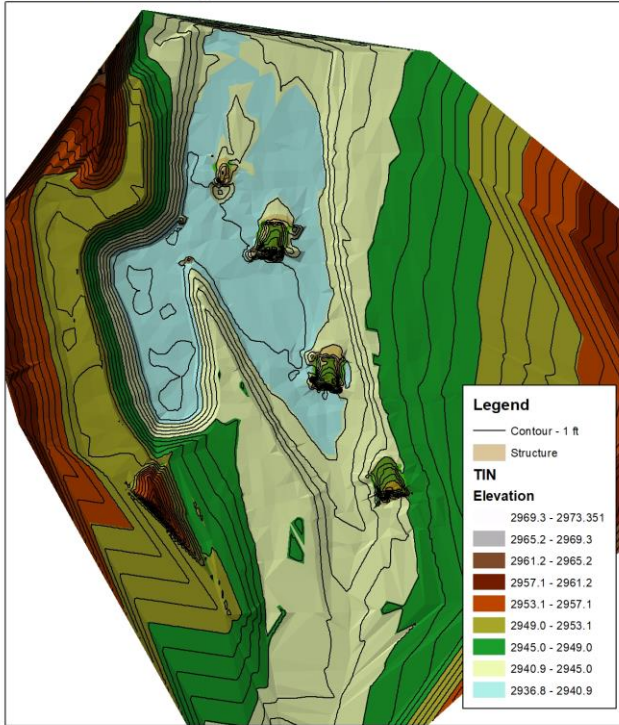 Legend
Contour - 1 ft
Structure
TIN
Elevation
2969.3 - 2973.351
2965.2 - 2969.3
2961.2 - 2965.2
2957.1 - 2961.2
2953.1 - 2957.1
2949.0 - 2953.1
2945.0 - 2949.0
2940.9 - 2945.0
2936.8 - 2940.9